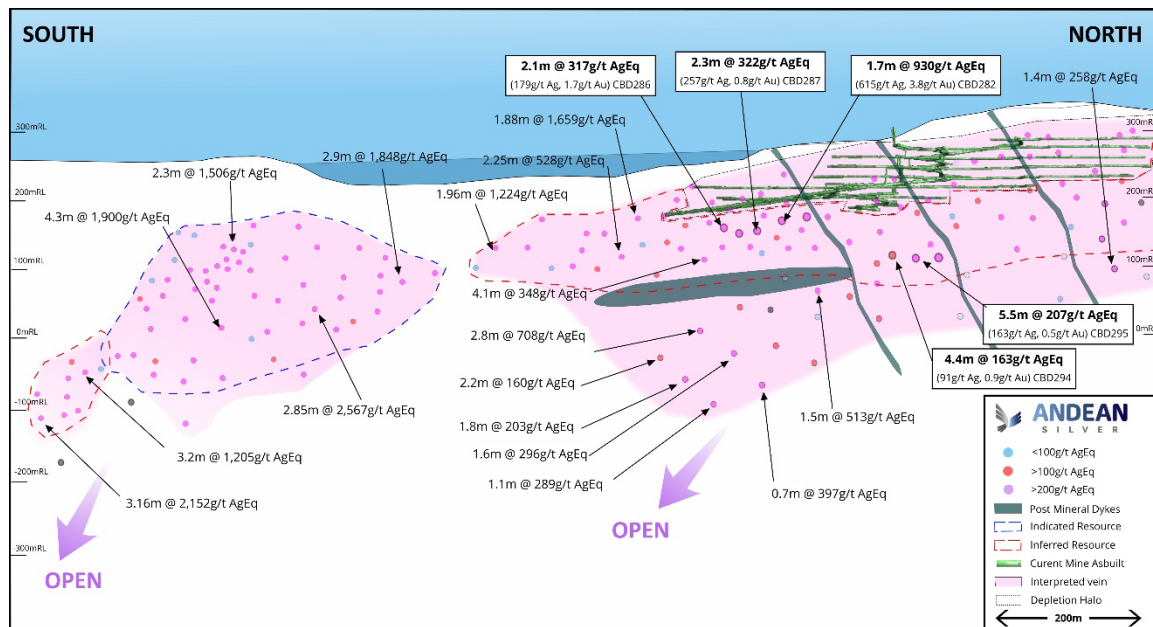 SOUTH
NORTH
2.1m @ 317g/t AgEq
(179g/t Ag, 1.7g/t Au) CBD286
2.3m @ 322g/t AgEq
(257g/t Ag, 0.8g/t Au) CBD287
1.7m @ 930g/t AgEq
(615g/t Ag, 3.8g/t Au) CBD282
1.4m @ 258g/t AgEq
1.88m @ 1,659g/t AgEq
2.25m @ 528g/t AgEq
1.96m @ 1,224g/t AgEq
2.9m @ 1,848g/t AgEq
2.3m @ 1,506g/t AgEq
4.3m @ 1,900g/t AgEq
300mRL
200mRL
100mRL
0mRL
-100mRL
-200mRL
-300mRL
300mRL
200mRL
100mRL
0mRL
4.1m @ 348g/t AgEq
2.8m @ 708g/t AgEq
2.2m @ 160g/t AgEq
1.8m @ 203g/t AgEq
1.6m @ 296g/t AgEq
1.1m @ 289g/t AgEq
0.7m @ 397g/t AgEq
1.5m @ 513g/t AgEq
5.5m @ 207g/t AgEq
(163g/t Ag, 0.5g/t Au) CBD295
4.4m @ 163g/t AgEq
(91g/t Ag, 0.9g/t Au) CBD294
2.85m @ 2,567g/t AgEq
3.2m @ 1,205g/t AgEq
3.16m @ 2,152g/t AgEq
OPEN
OPEN
ANDEAN
SILVER
<100g/t AgEq
>100g/t AgEq
>200g/t AgEq
Post Mineral Dykes
Indicated Resource
Inferred Resource
Curent Mine Asbuilt
Interpreted vein
Depletion Halo
200m